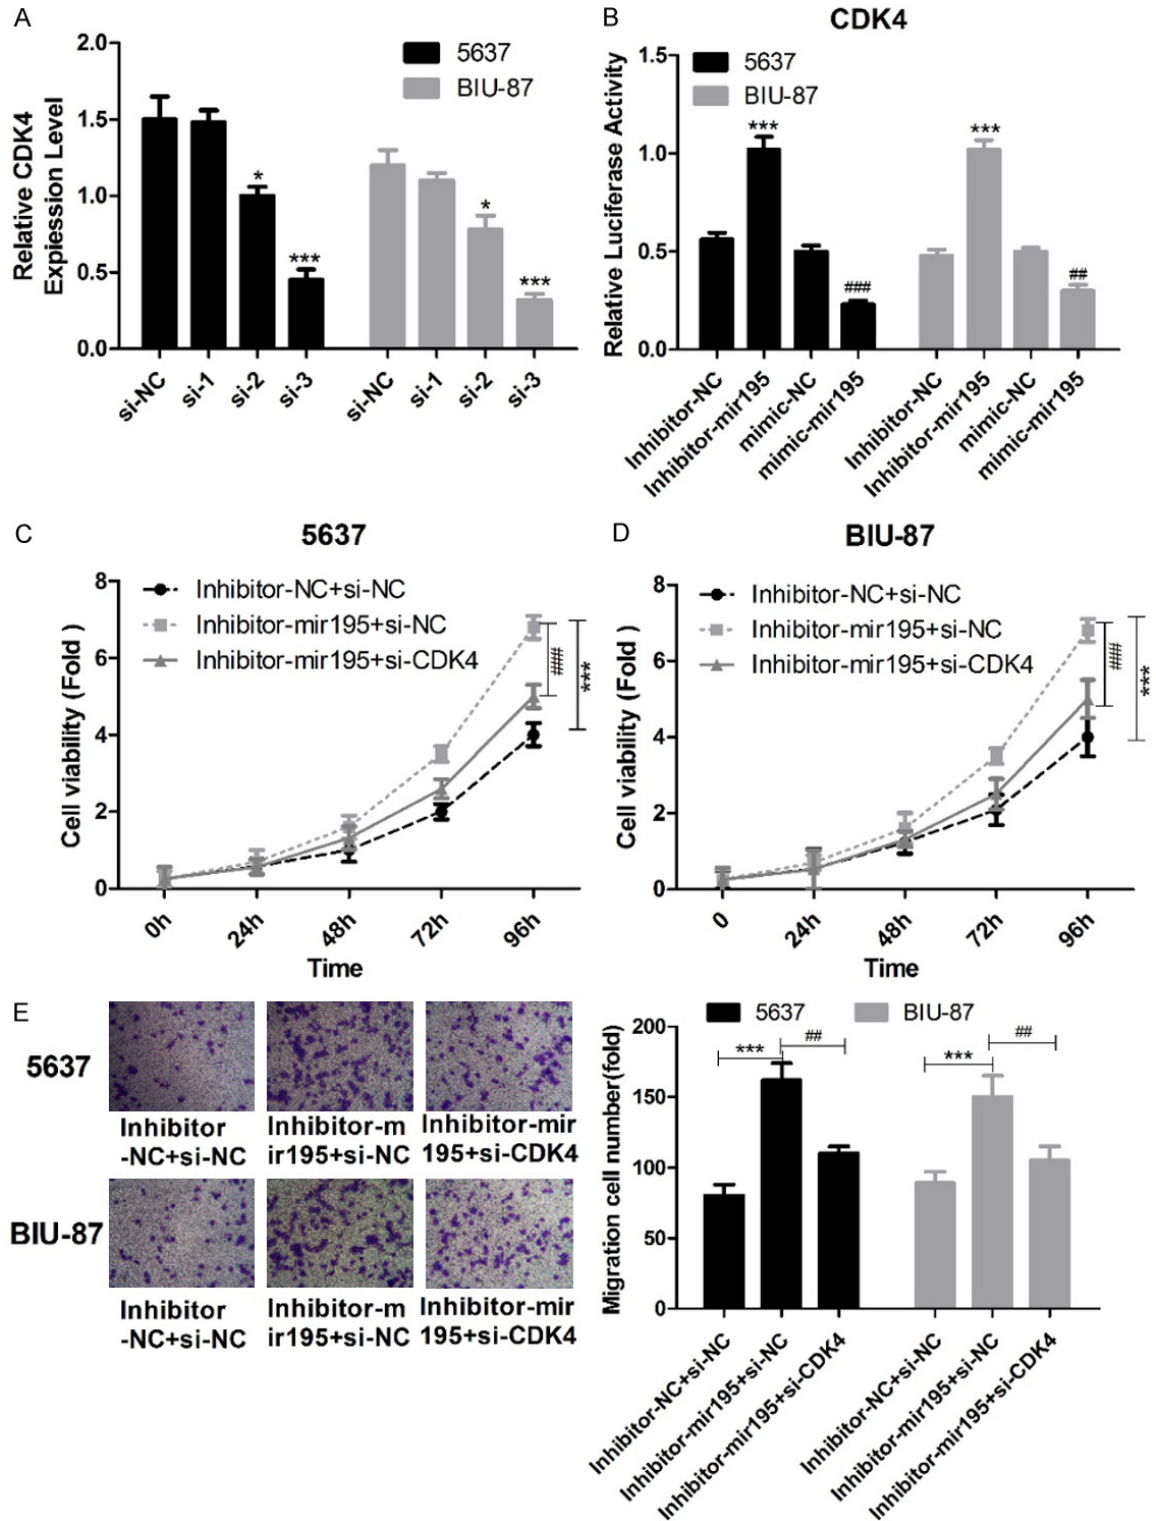 A
2.0
1.5
1.0
0.5
0.0
Relative CDK4
Expiession Level
5637
BIU-87
*
***
*
***
si-NC
si-1
si-2
si-3
si-NC
si-1
si-2
si-3
B
CDK4
1.5
1.0
0.5
0.0
Relative Luciferase Activity
5637
BIU-87
***
###
***
##
Inhibitor-NC
Inhibitor-mir195
mimic-NC
mimic-mir195
Inhibitor-NC
Inhibitor-mir195
mimic-NC
mimic-mir195
C
5637
8
6
4
2
0
Cell viability (Fold )
Inhibitor-NC+si-NC
Inhibitor-mir195+si-NC
Inhibitor-mir195+si-CDK4
###
***
0h
24h
48h
72h
96h
Time
D
BIU-87
8
6
4
2
0
Cell viability (Fold )
Inhibitor-NC+si-NC
Inhibitor-mir195+si-NC
Inhibitor-mir195+si-CDK4
###
***
0
24h
48h
72h
96h
Time
E
5637
Inhibitor
-NC+si-NC
Inhibitor-m
ir195+si-NC
Inhibitor-mir
195+si-CDK4
BIU-87
Inhibitor
-NC+si-NC
Inhibitor-m
ir195+si-NC
Inhibitor-mir
195+si-CDK4
5637
BIU-87
200
150
100
50
0
Migration cell number(fold)
***
##
***
##
Inhibitor-NC+si-NC
Inhibitor-mir195+si-NC
Inhibitor-mir195+si-CDK4
Inhibitor-NC+si-NC
Inhibitor-mir195+si-NC
Inhibitor-mir195+si-CDK4